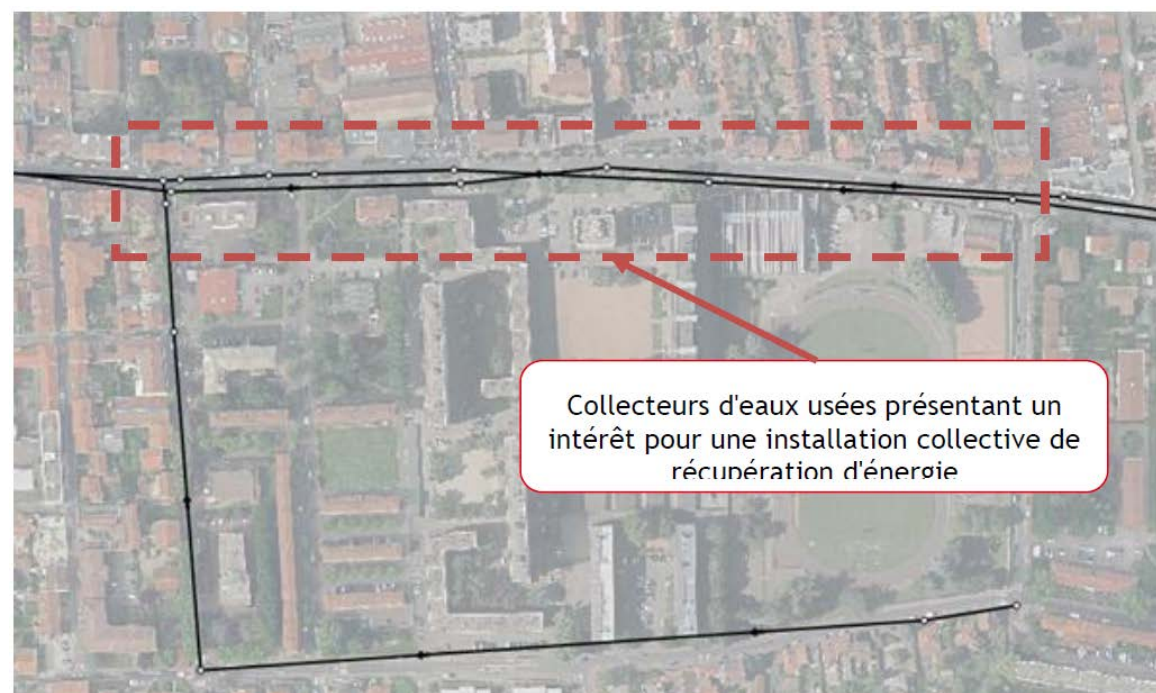 Collecteurs d'eaux usées présentant un
intérêt pour une installation collective de
récupération d'énergie